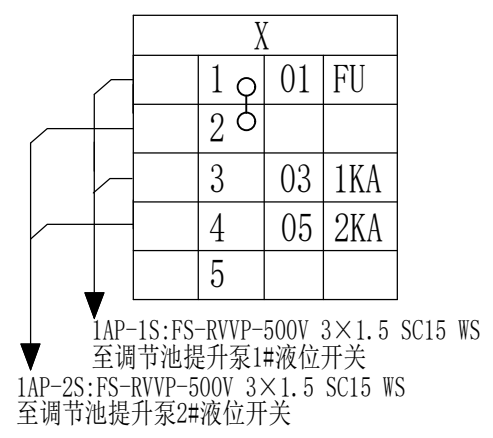 X
1 01 FU
2
3 03 1KA
4 05 2KA
5
1AP-1S:FS-RVVP-500V 3×1.5 SC15 WS
至调节池提升泵1#液位开关
1AP-2S:FS-RVVP-500V 3×1.5 SC15 WS
至调节池提升泵2#液位开关